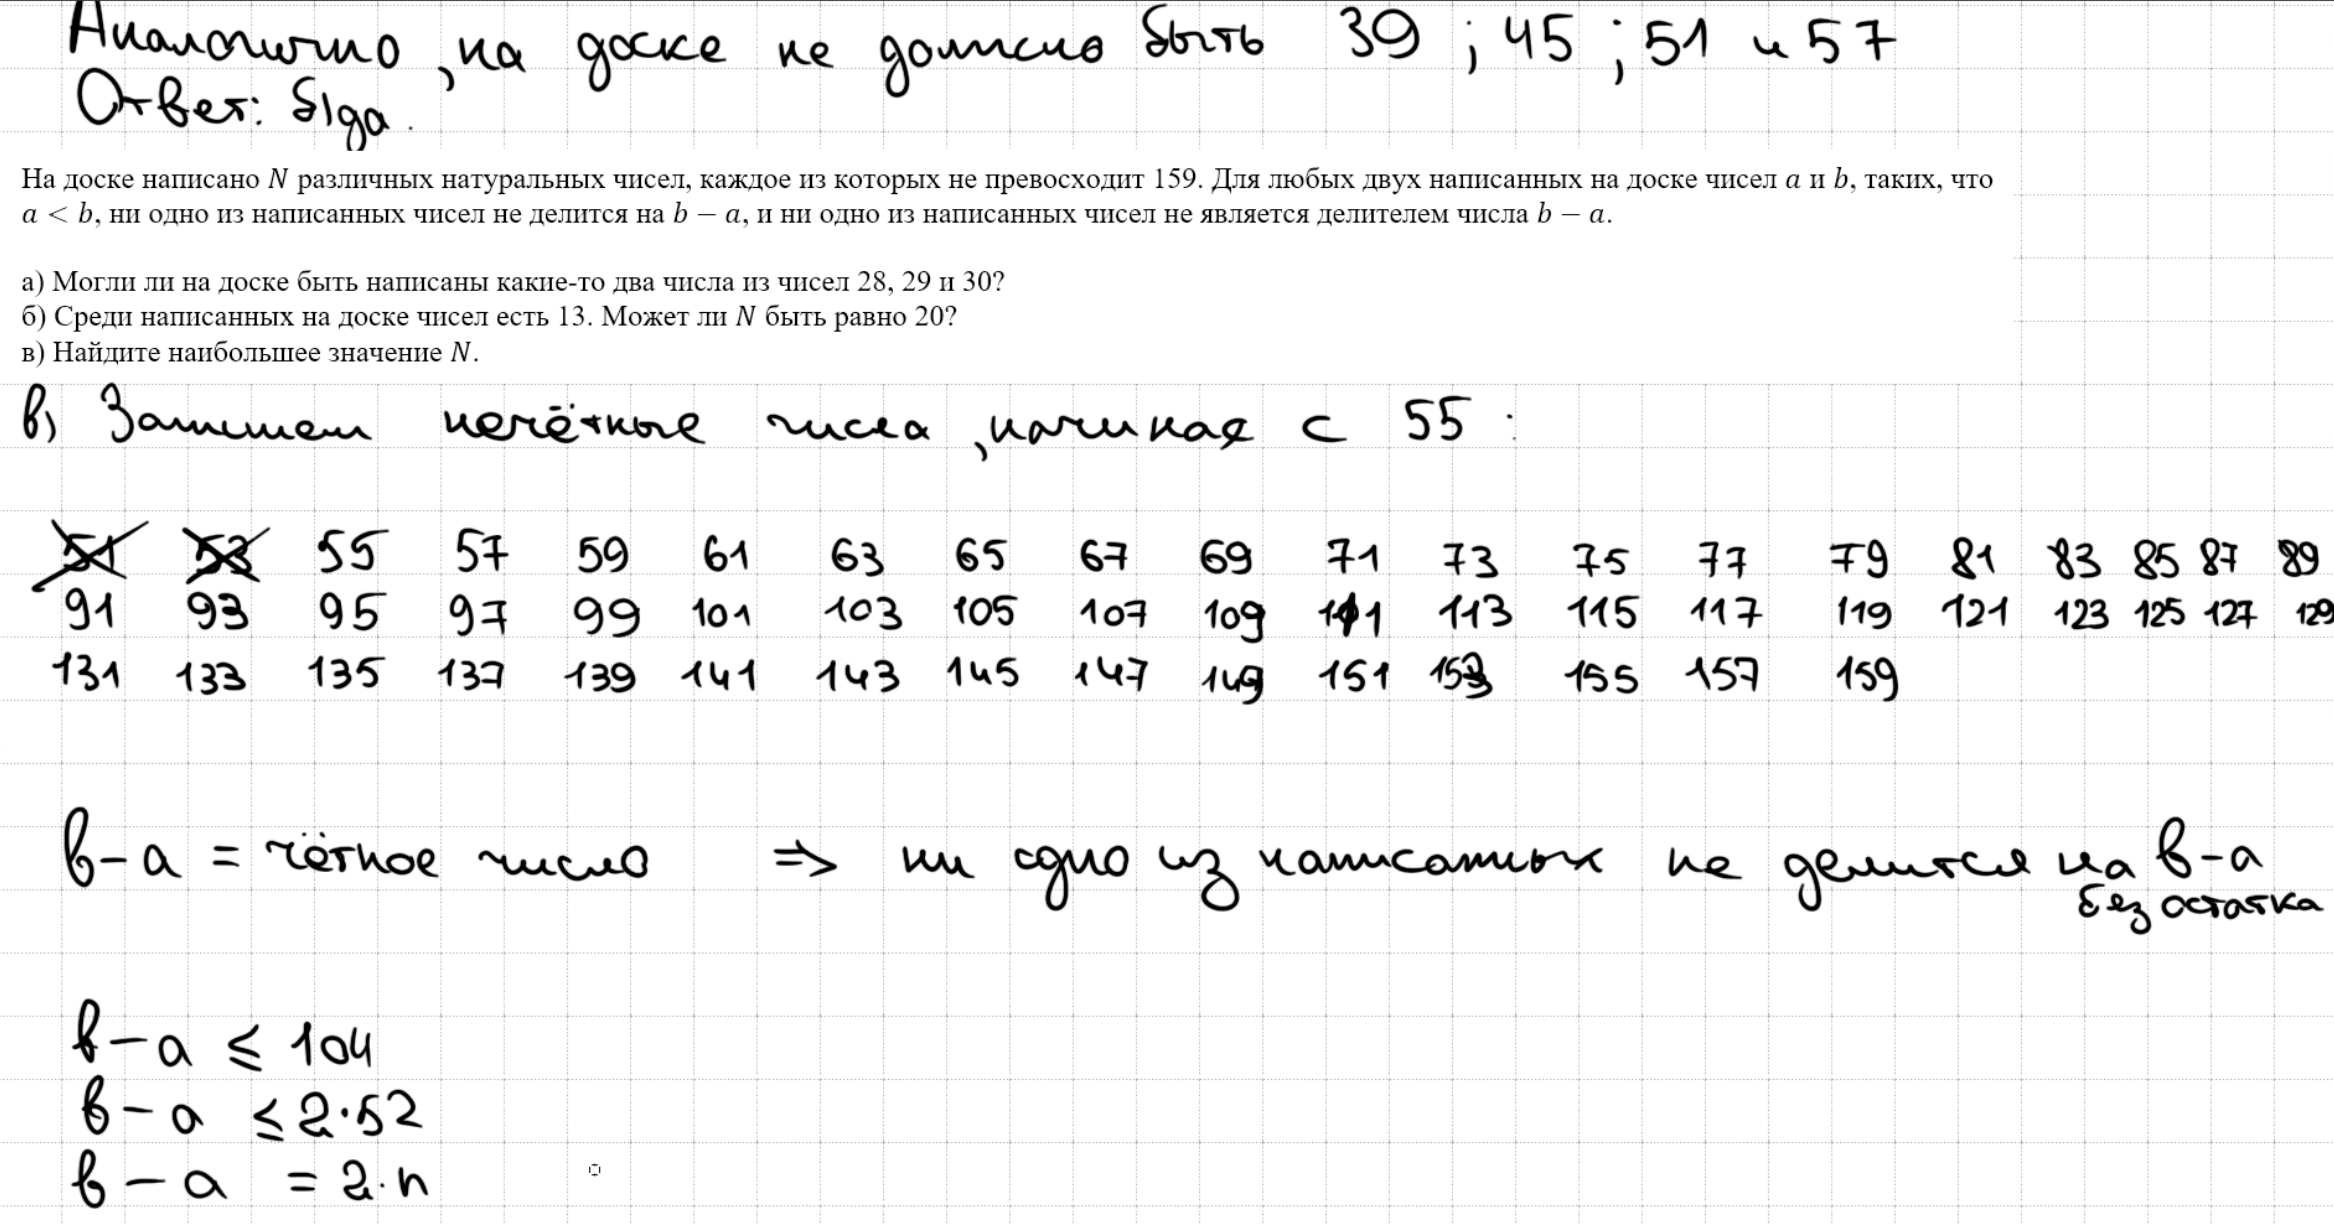 Аналогично, на доске не должно быть 39; 45; 51 и 57
Ответ: б) да.
На доске написано N различных натуральных чисел, каждое из которых не превосходит 159. Для любых двух написанных на доске чисел a и b, таких, что
a < b, ни одно из написанных чисел не делится на b − a, и ни одно из написанных чисел не является делителем числа b − a.
а) Могли ли на доске быть написаны какие-то два числа из чисел 28, 29 и 30?
б) Среди написанных на доске чисел есть 13. Может ли N быть равно 20?
в) Найдите наибольшее значение N.
в) Запишем нечётные числа, начиная с 55:
51 53 55 57 59 61 63 65 67 69 71 73 75 77 79 81 83 85 87 89
91 93 95 97 99 101 103 105 107 109 111 113 115 117 119 121 123 125 127 129
131 133 135 137 139 141 143 145 147 149 151 153 155 157 159
b-a = чётное число => ни одно из написанных не делится на b-a
без остатка
b-a ≤ 104
b-a ≤ 2·52
b-a = 2·n